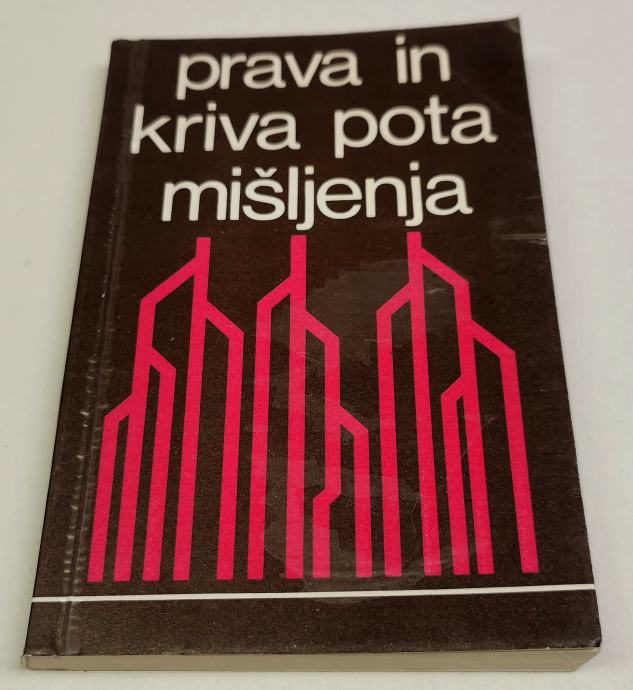 prava in
kriva pota
mišljenja